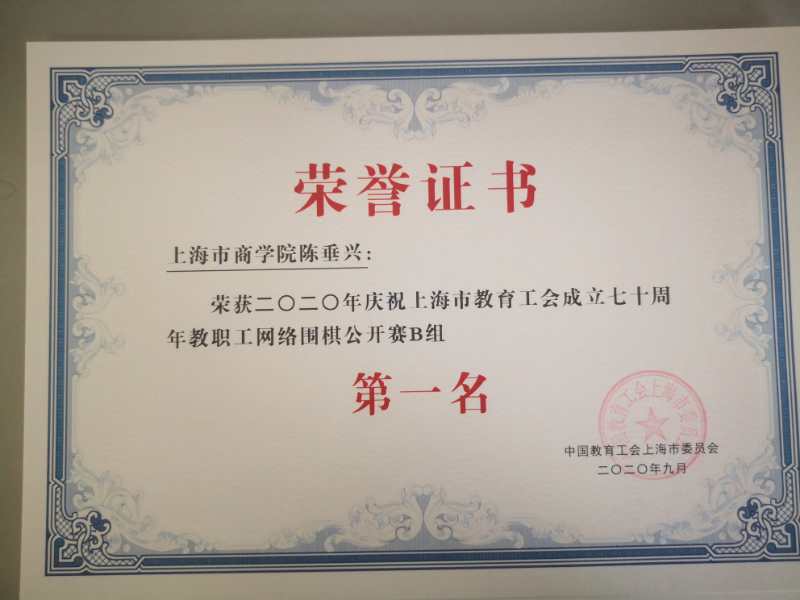 荣誉证书
上海市商学院陈垂兴:
荣获二〇二〇年庆祝上海市教育工会成立七十周
年教职工网络围棋公开赛B组
第一名
中国教育工会上海市委员会
二〇二〇年九月